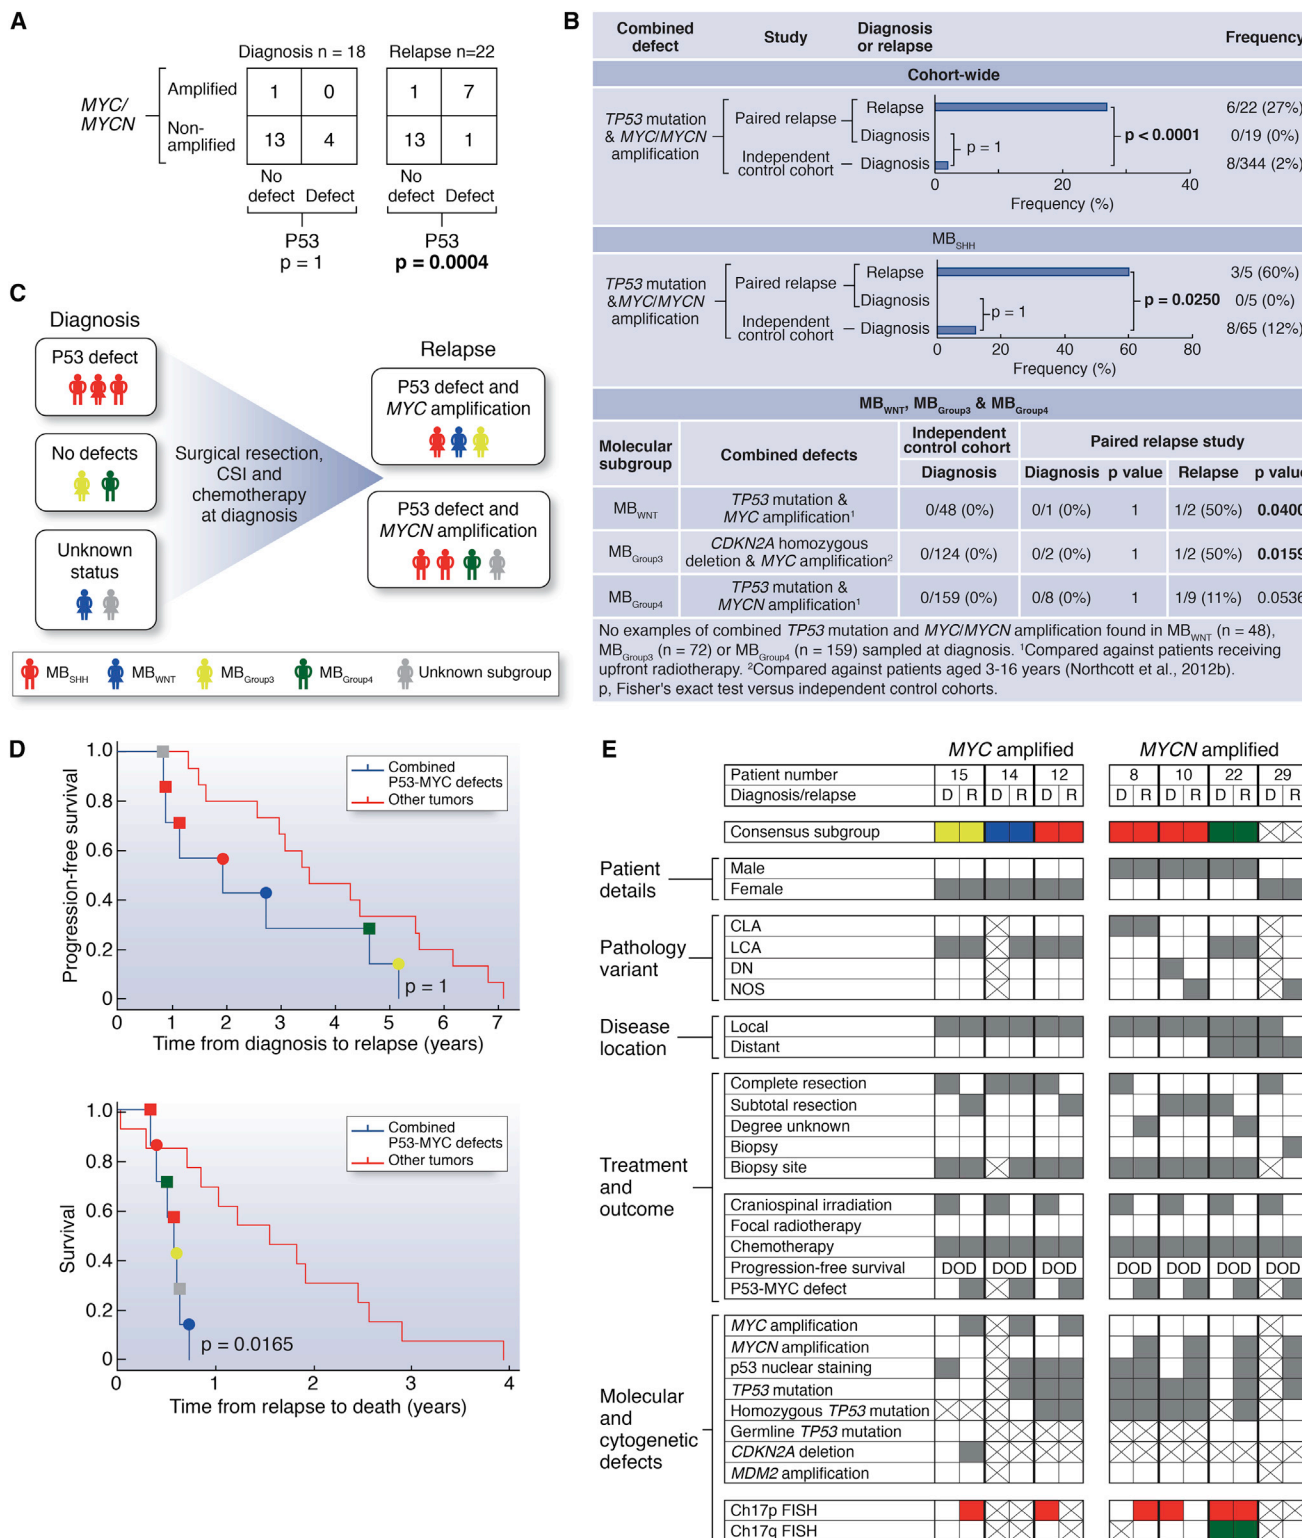 A
Diagnosis n = 18
Relapse n=22
MYC/
MYCN
Amplified
1 0
1 7
Non-
amplified
13 4
13 1
No
defect Defect
No
defect Defect
P53
p = 1
P53
p = 0.0004
B
Combined
defect
Study
Diagnosis
or relapse
Frequency
Cohort-wide
TP53 mutation
& MYC/MYCN
amplification
Paired relapse
Independent
control cohort
Relapse
Diagnosis
Diagnosis
p = 1
p < 0.0001
6/22 (27%)
0/19 (0%)
8/344 (2%)
0 20 40
Frequency (%)
MBSHH
TP53 mutation
&MYC/MYCN
amplification
Paired relapse
Independent
control cohort
Relapse
Diagnosis
Diagnosis
p = 1
p = 0.0250
3/5 (60%)
0/5 (0%)
8/65 (12%)
0 20 40 60 80
Frequency (%)
MBWNT, MBGroup3 & MBGroup4
Molecular
subgroup
Combined defects
Independent
control cohort
Paired relapse study
Diagnosis
Diagnosis p value Relapse p value
MBWNT
TP53 mutation &
MYC amplification1
0/48 (0%) 0/1 (0%) 1 1/2 (50%) 0.0400
MBGroup3
CDKN2A homozygous
deletion & MYC amplification2
0/124 (0%) 0/2 (0%) 1 1/2 (50%) 0.0159
MBGroup4
TP53 mutation &
MYCN amplification1
0/159 (0%) 0/8 (0%) 1 1/9 (11%) 0.0536
No examples of combined TP53 mutation and MYC/MYCN amplification found in MBWNT (n = 48),
MBGroup3 (n = 72) or MBGroup4 (n = 159) sampled at diagnosis. 1Compared against patients receiving
upfront radiotherapy. 2Compared against patients aged 3-16 years (Northcott et al., 2012b).
p, Fisher's exact test versus independent control cohorts.
C
Diagnosis
P53 defect
No defects
Unknown
status
Surgical resection,
CSI and
chemotherapy
at diagnosis
Relapse
P53 defect and
MYC amplification
P53 defect and
MYCN amplification
MBSHH MBWNT MBGroup3 MBGroup4 Unknown subgroup
D
Progression-free survival
1.0
0.8
0.6
0.4
0.2
0
Combined
P53-MYC defects
Other tumors
p = 1
0 1 2 3 4 5 6 7
Time from diagnosis to relapse (years)
Survival
1.0
0.8
0.6
0.4
0.2
0
Combined
P53-MYC defects
Other tumors
p = 0.0165
0 1 2 3 4
Time from relapse to death (years)
E
MYC amplified
MYCN amplified
Patient number 15 14 12 8 10 22 29
Diagnosis/relapse D R D R D R D R D R D R D R
Consensus subgroup
Patient
details
Male
Female
Pathology
variant
CLA
LCA
DN
NOS
Disease
location
Local
Distant
Treatment
and
outcome
Complete resection
Subtotal resection
Degree unknown
Biopsy
Biopsy site
Craniospinal irradiation
Focal radiotherapy
Chemotherapy
Progression-free survival DOD DOD DOD DOD DOD DOD DOD
P53-MYC defect
Molecular
and
cytogenetic
defects
MYC amplification
MYCN amplification
p53 nuclear staining
TP53 mutation
Homozygous TP53 mutation
Germline TP53 mutation
CDKN2A deletion
MDM2 amplification
Ch17p FISH
Ch17q FISH